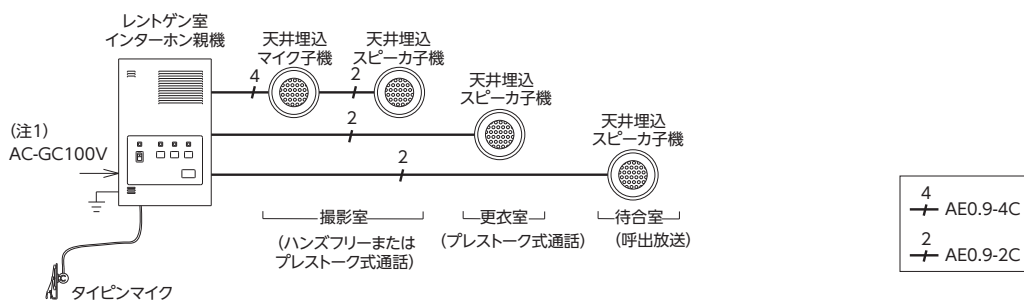 レントゲン室
インターホン親機
天井埋込
マイク子機
天井埋込
スピーカ子機
天井埋込
スピーカ子機
天井埋込
スピーカ子機
4
2
2
2
(注1)
AC-GC100V
撮影室
(ハンズフリーまたは
プレストーク式通話)
更衣室
(プレストーク式通話)
待合室
(呼出放送)
タイピンマイク
4
AE0.9-4C
2
AE0.9-2C